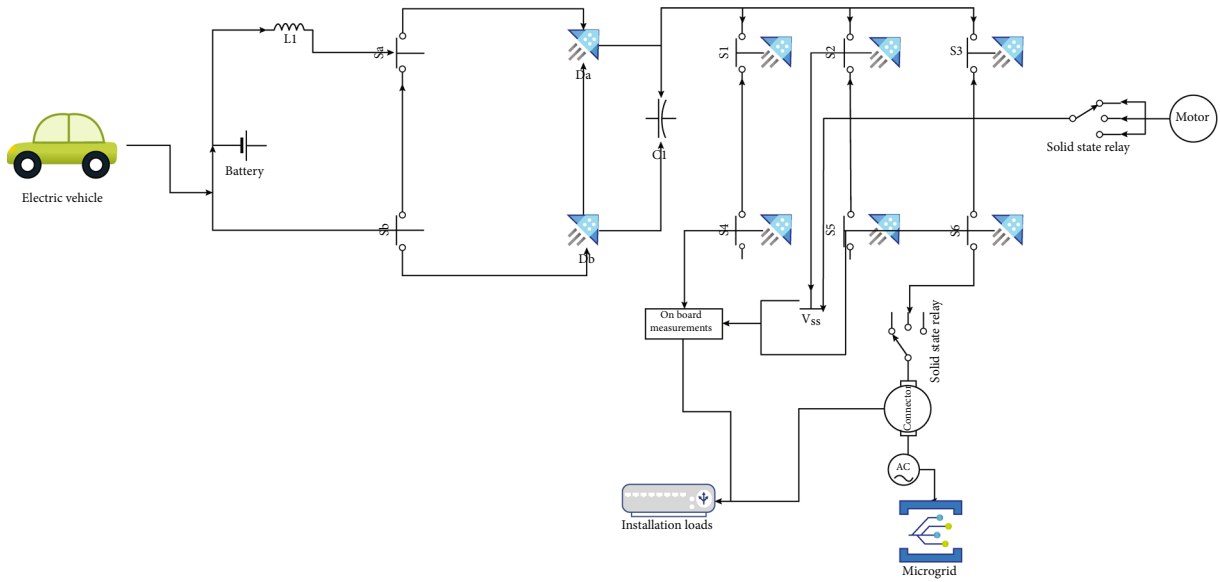 L1
Sa
Da
S1
S2
S3
Motor
Solid state relay
C1
Battery
Electric vehicle
Sb
Db
S4
S5
S6
On board
measurements
Vss
Solid state relay
Connector
AC
Installation loads
Microgrid